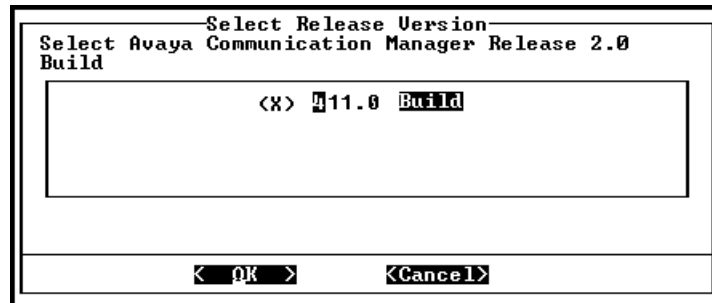 Select Release Version
Select Avaya Communication Manager Release 2.0
Build
(X) 411.0 Build
< OK > <Cancel>